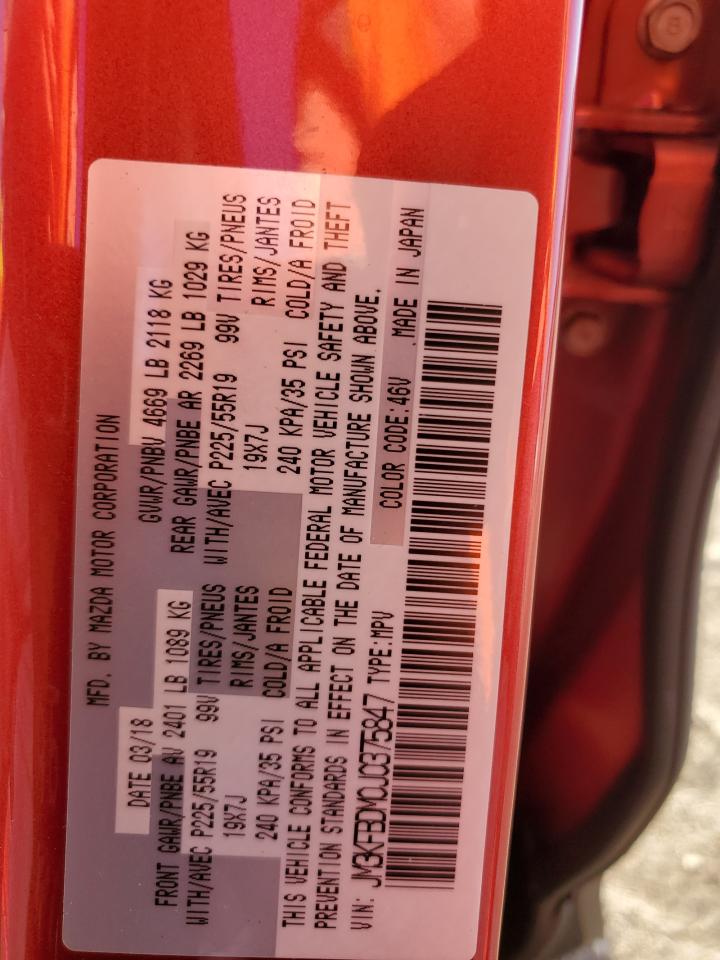 MFD. BY MAZDA MOTOR CORPORATION
DATE 03/18 GVWR/PNBV 4669 LB 2118 KG
FRONT GAWR/PNBE AV 2401 LB 1089 KG REAR GAWR/PNBE AR 2269 LB 1029 KG
WITH/AVEC P225/55R19 99V TIRES/PNEUS WITH/AVEC P225/55R19 99V TIRES/PNEUS
19X7J RIMS/JANTES 19X7J RIMS/JANTES
240 KPA/35 PSI COLD/A FROID 240 KPA/35 PSI COLD/A FROID
THIS VEHICLE CONFORMS TO ALL APPLICABLE FEDERAL MOTOR VEHICLE SAFETY AND THEFT
PREVENTION STANDARDS IN EFFECT ON THE DATE OF MANUFACTURE SHOWN ABOVE.
VIN: JM3KFBDM0J0375847 TYPE:MPV COLOR CODE:46V MADE IN JAPAN